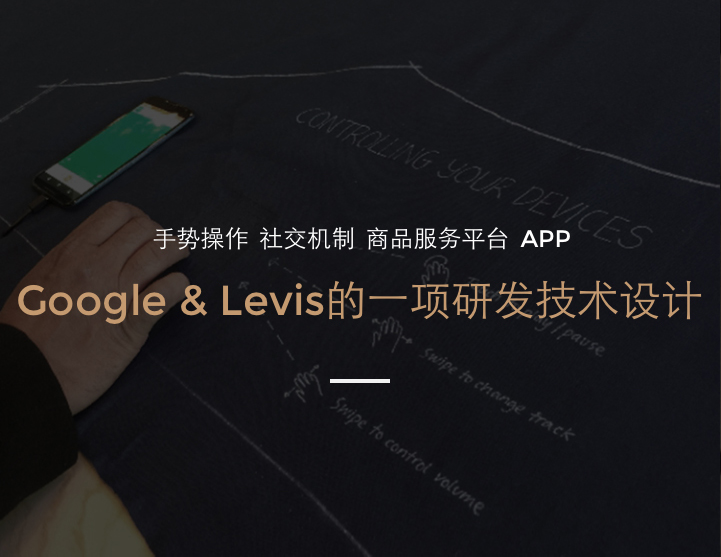 CONTROLLING YOUR DEVICES
手势操作 社交机制 商品服务平台 APP
Google & Levis的一项研发技术设计
Swipe to change track
Swipe to control volume